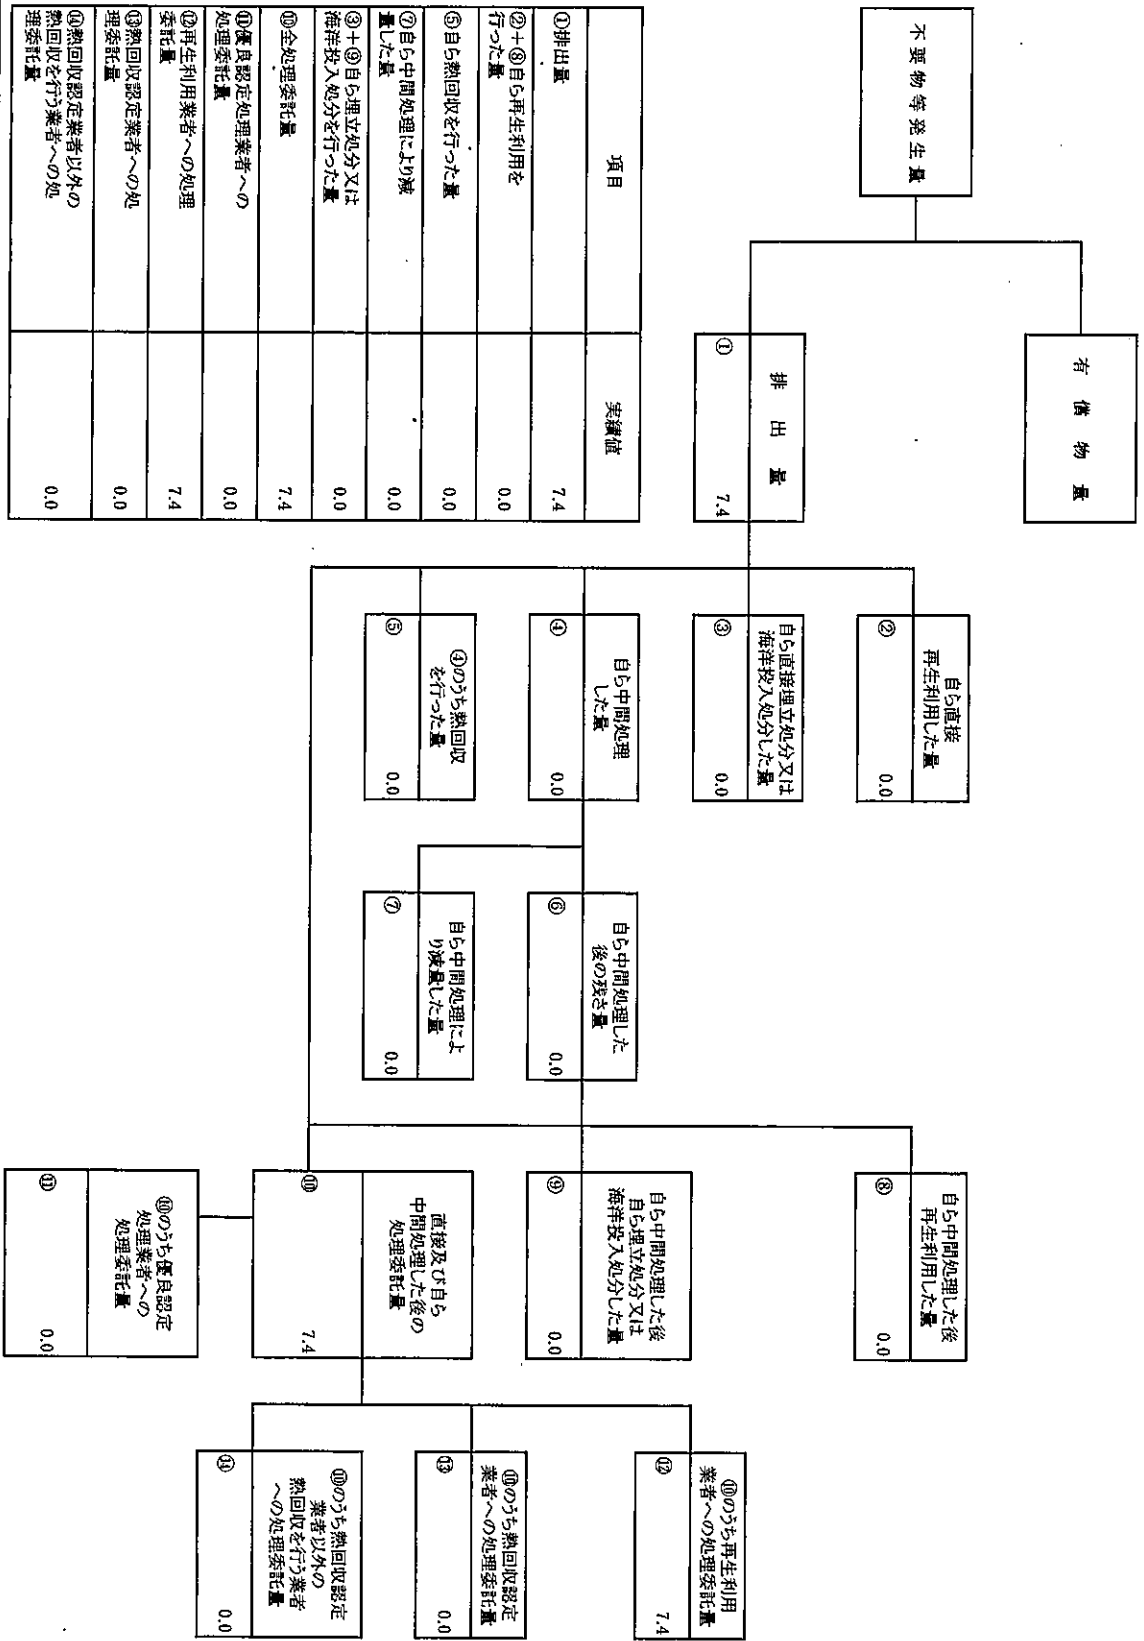 不要物等発生量
有償物量
排出量
①
7.4
自ら直接
再生利用した量
②
0.0
自ら直接埋立処分又は
海洋投入処分した量
③
0.0
自ら中間処理
した量
④
0.0
④のうち熱回収
を行った量
⑤
0.0
自ら中間処理した
後の残さ量
⑥
0.0
自ら中間処理によ
り減量した量
⑦
0.0
自ら中間処理した後
再生利用した量
⑧
0.0
自ら中間処理した後
自ら埋立処分又は
海洋投入処分した量
⑨
0.0
直接及び自ら
中間処理した後の
処理委託量
⑩
7.4
⑩のうち優良認定
処理業者への
処理委託量
⑪
0.0
⑩のうち再生利用
業者への処理委託量
⑫
7.4
⑩のうち熱回収認定
業者への処理委託量
⑬
0.0
⑩のうち熱回収認定
業者以外の
熱回収を行う業者
への処理委託量
⑭
0.0
項目 実績値
①排出量 7.4
②+⑧自ら再生利用を
行った量 0.0
⑤自ら熱回収を行った量 0.0
⑦自ら中間処理により減
量した量 0.0
③+⑨自ら埋立処分又は
海洋投入処分を行った量 0.0
⑩全処理委託量 7.4
⑪優良認定処理業者への
処理委託量 0.0
⑫再生利用業者への処理
委託量 7.4
⑬熱回収認定業者への処
理委託量 0.0
⑭熱回収認定業者以外の
熱回収を行う業者への処
理委託量 0.0